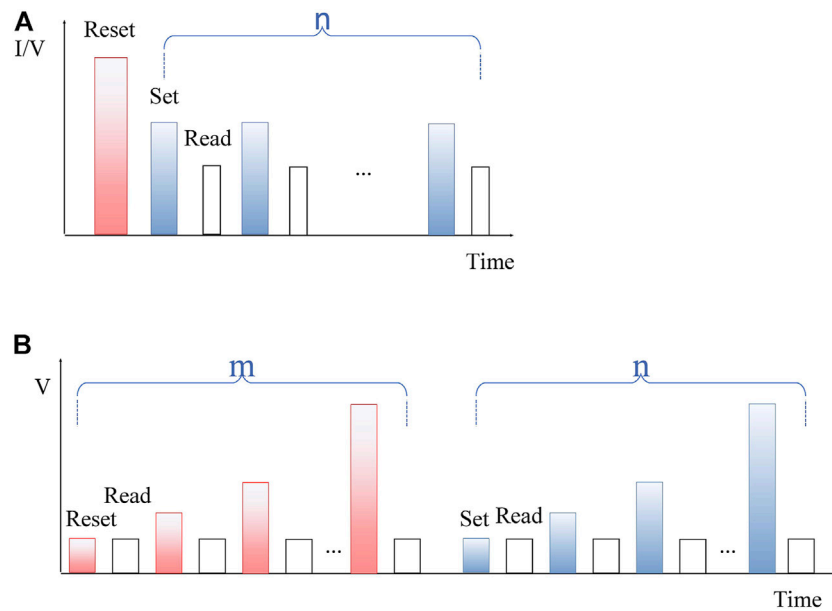 A
n
Reset
I/V
Set
Read
...
Time
B
m
n
V
Read
Reset
...
Set
Read
...
Time